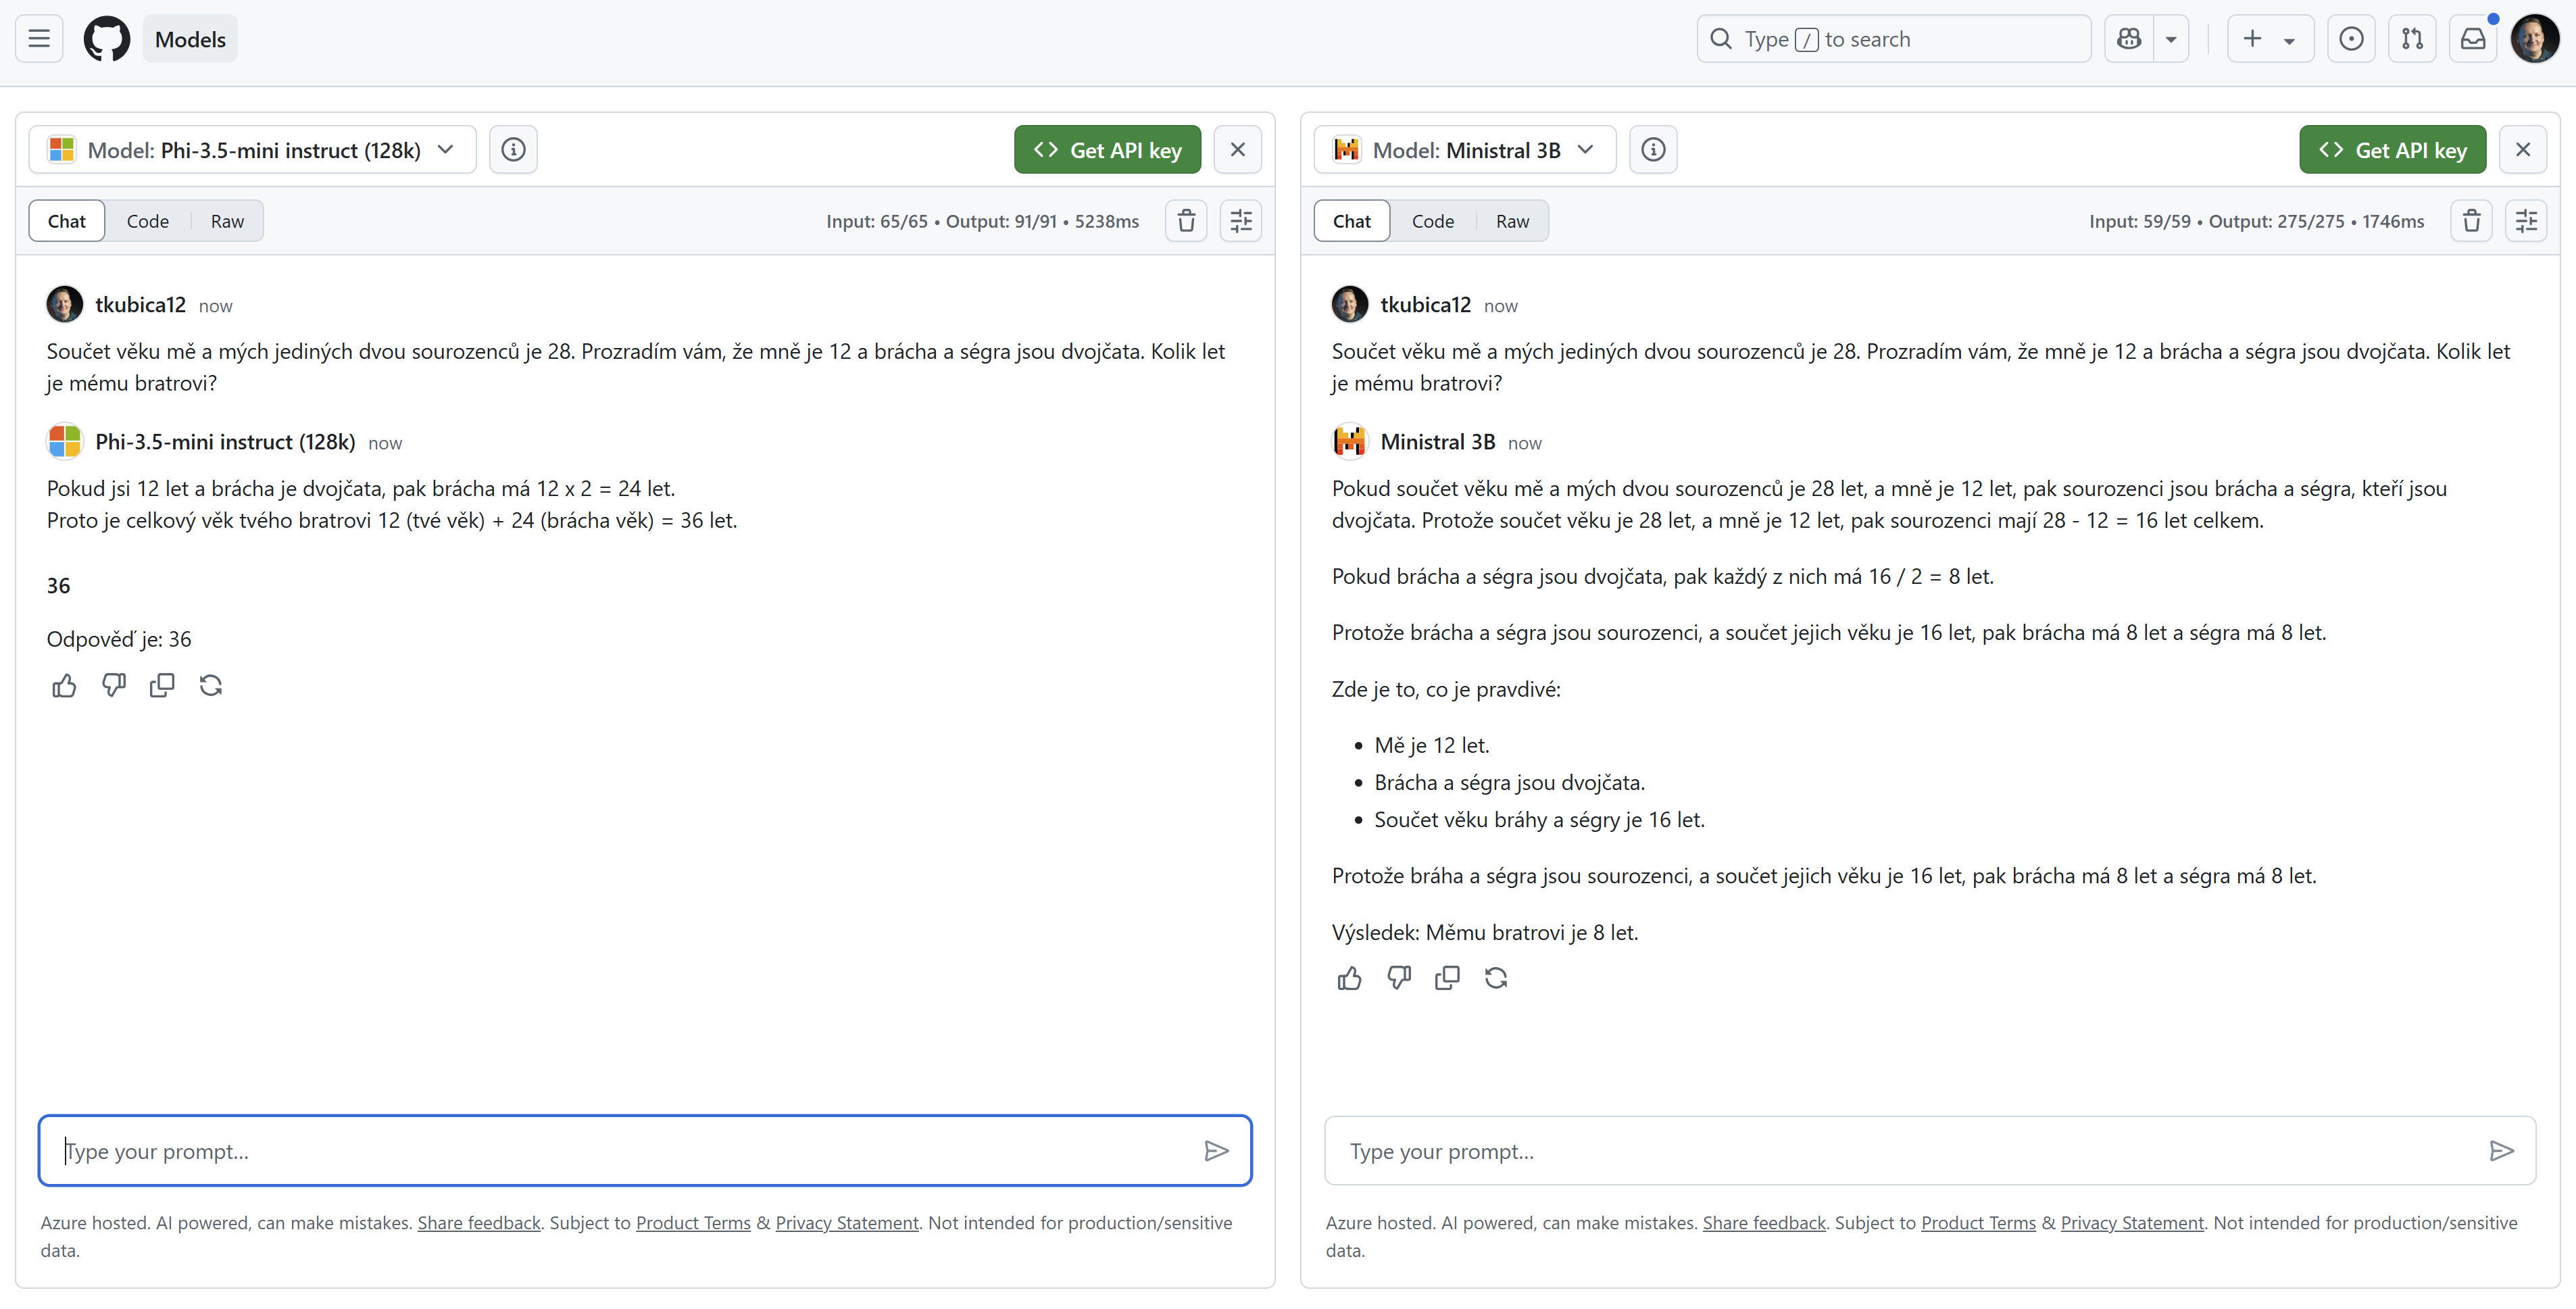 Models
Type / to search
Model: Phi-3.5-mini instruct (128k)
Get API key
Chat
Code
Raw
Input: 65/65 • Output: 91/91 • 5238ms
tkubica12 now
Součet věku mě a mých jediných dvou sourozenců je 28. Prozradím vám, že mně je 12 a brácha a ségra jsou dvojčata. Kolik let
je mému bratrovi?
Phi-3.5-mini instruct (128k) now
Pokud jsi 12 let a brácha je dvojčata, pak brácha má 12 x 2 = 24 let.
Proto je celkový věk tvého bratrovi 12 (tvé věk) + 24 (brácha věk) = 36 let.
36
Odpověď je: 36
Type your prompt...
Azure hosted. AI powered, can make mistakes. Share feedback. Subject to Product Terms & Privacy Statement. Not intended for production/sensitive
data.
Model: Ministral 3B
Get API key
Chat
Code
Raw
Input: 59/59 • Output: 275/275 • 1746ms
tkubica12 now
Součet věku mě a mých jediných dvou sourozenců je 28. Prozradím vám, že mně je 12 a brácha a ségra jsou dvojčata. Kolik let
je mému bratrovi?
Ministral 3B now
Pokud součet věku mě a mých dvou sourozenců je 28 let, a mně je 12 let, pak sourozenci jsou brácha a ségra, kteří jsou
dvojčata. Protože součet věku je 28 let, a mně je 12 let, pak sourozenci mají 28 - 12 = 16 let celkem.
Pokud brácha a ségra jsou dvojčata, pak každý z nich má 16 / 2 = 8 let.
Protože brácha a ségra jsou sourozenci, a součet jejich věku je 16 let, pak brácha má 8 let a ségra má 8 let.
Zde je to, co je pravdivé:
• Mě je 12 let.
• Brácha a ségra jsou dvojčata.
• Součet věku bráhy a ségry je 16 let.
Protože bráha a ségra jsou sourozenci, a součet jejich věku je 16 let, pak brácha má 8 let a ségra má 8 let.
Výsledek: Měmu bratrovi je 8 let.
Type your prompt...
Azure hosted. AI powered, can make mistakes. Share feedback. Subject to Product Terms & Privacy Statement. Not intended for production/sensitive
data.